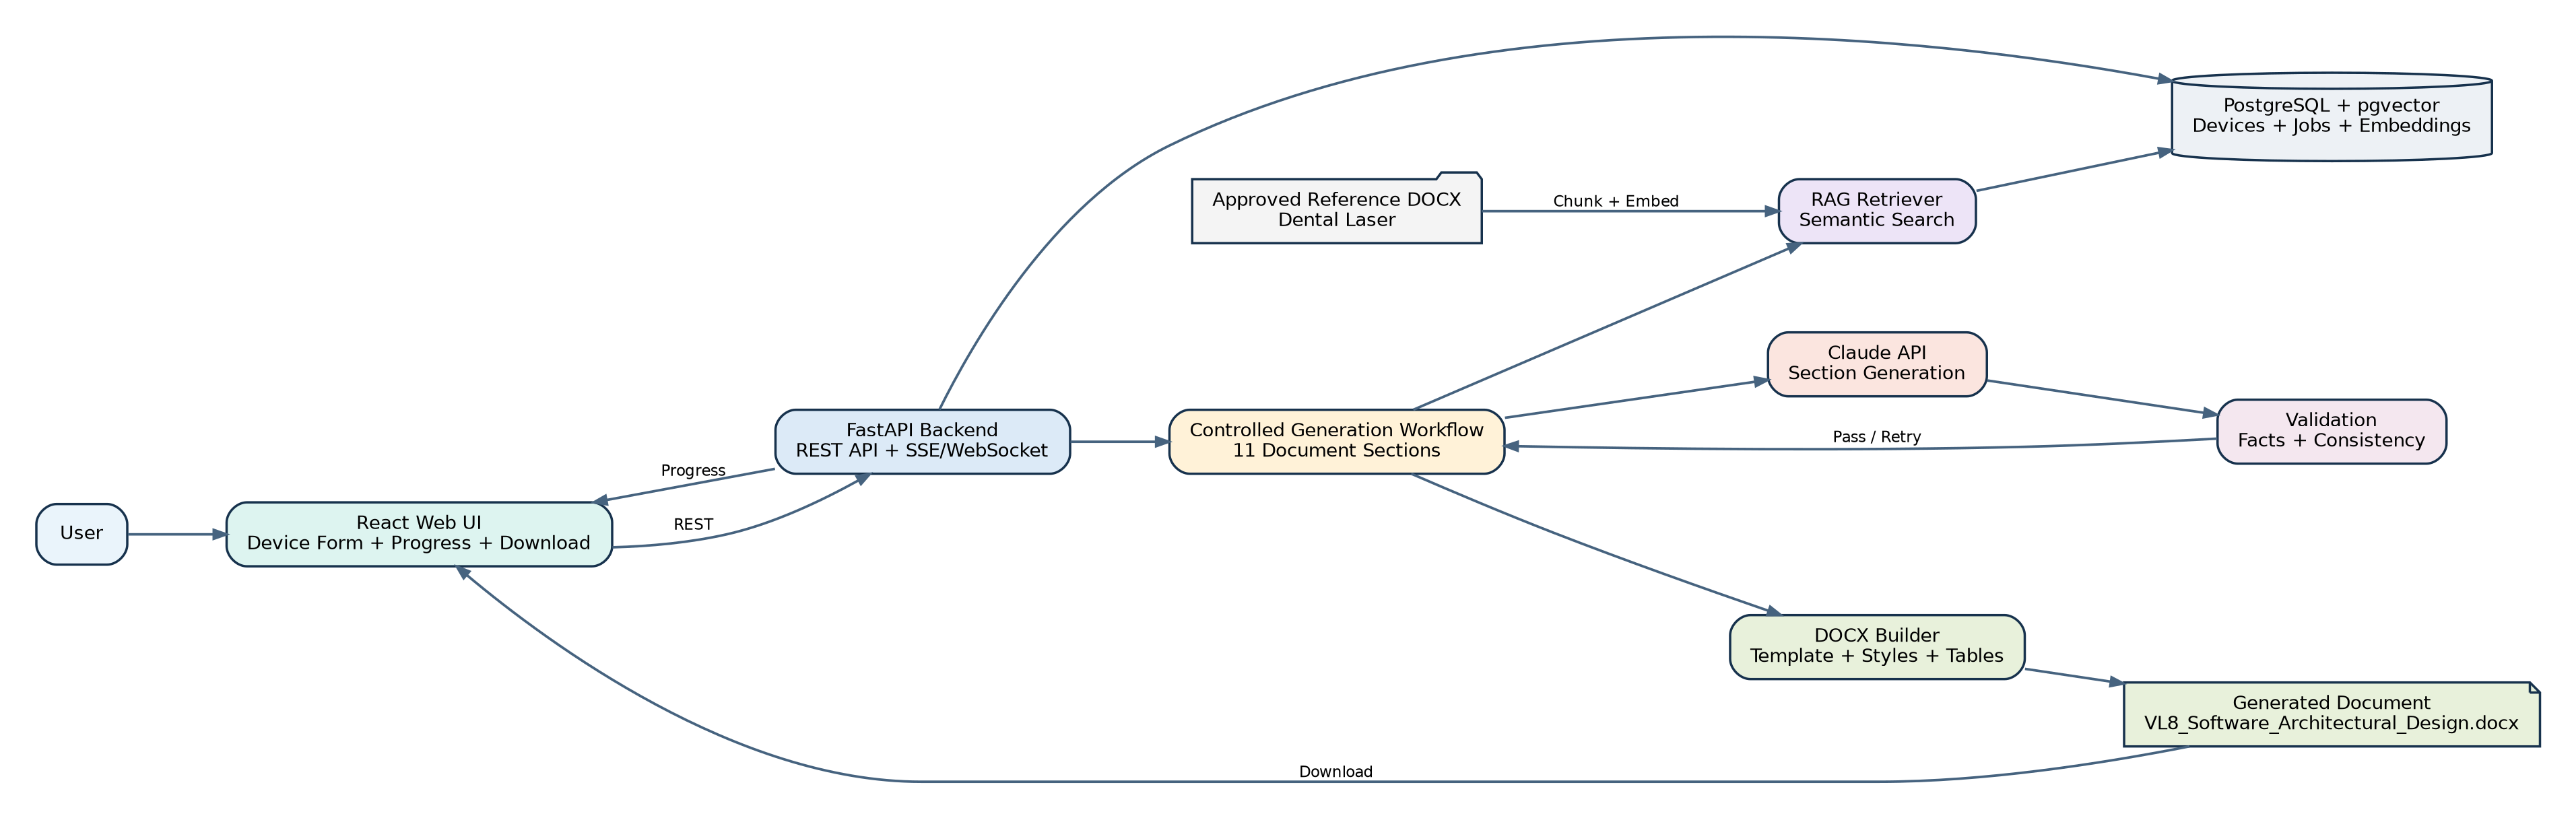 PostgreSQL + pgvector
Devices + Jobs + Embeddings
Approved Reference DOCX
Dental Laser
Chunk + Embed
RAG Retriever
Semantic Search
Claude API
Section Generation
FastAPI Backend
REST API + SSE/WebSocket
Controlled Generation Workflow
11 Document Sections
Pass / Retry
Validation
Facts + Consistency
Progress
User
React Web UI
Device Form + Progress + Download
REST
DOCX Builder
Template + Styles + Tables
Generated Document
VL8_Software_Architectural_Design.docx
Download